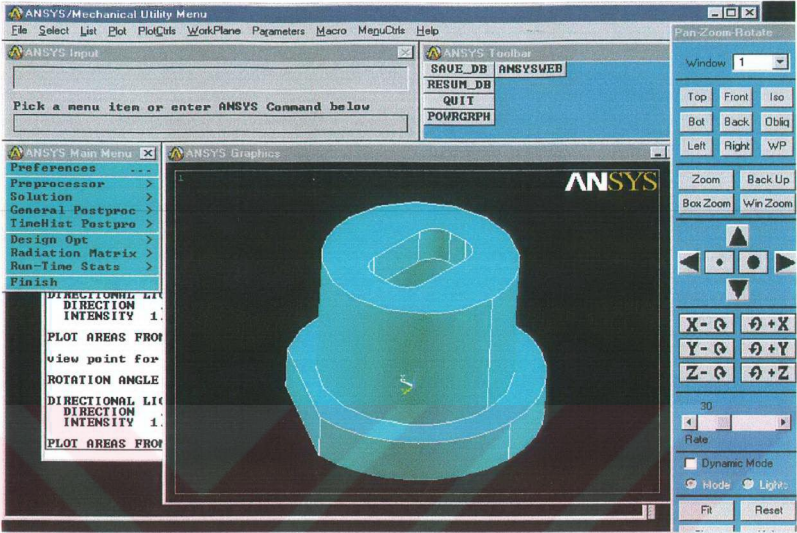 ANSYS/Mechanical Utility Menu
File Select List Plot PlotCtrls WorkPlane Parameters Macro MenuCtrls Help
ANSYS Input
Pick a menu item or enter ANSYS Command below
ANSYS Toolbar
SAVE_DB ANSYSWEB
RESUM_DB
QUIT
POWRGRPH
ANSYS Main Menu
Preferences ...
Preprocessor >
Solution >
General Postproc >
TimeHist Postpro >
Design Opt >
Radiation Matrix >
Run-Time Stats >
Finish
DIRECTION
INTENSITY 1.
PLOT AREAS FROM
view point for
ROTATION ANGLE
DIRECTIONAL LIG
DIRECTION
INTENSITY 1.
PLOT AREAS FROM
ANSYS Graphics
1
ANSYS
Pan-Zoom-Rotate
Window 1
Top Front Iso
Bot Back Obliq
Left Right WP
Zoom Back Up
Box Zoom Win Zoom
X- +X
Y- +Y
Z- +Z
30
Rate
Dynamic Mode
Mode Lights
Fit Reset